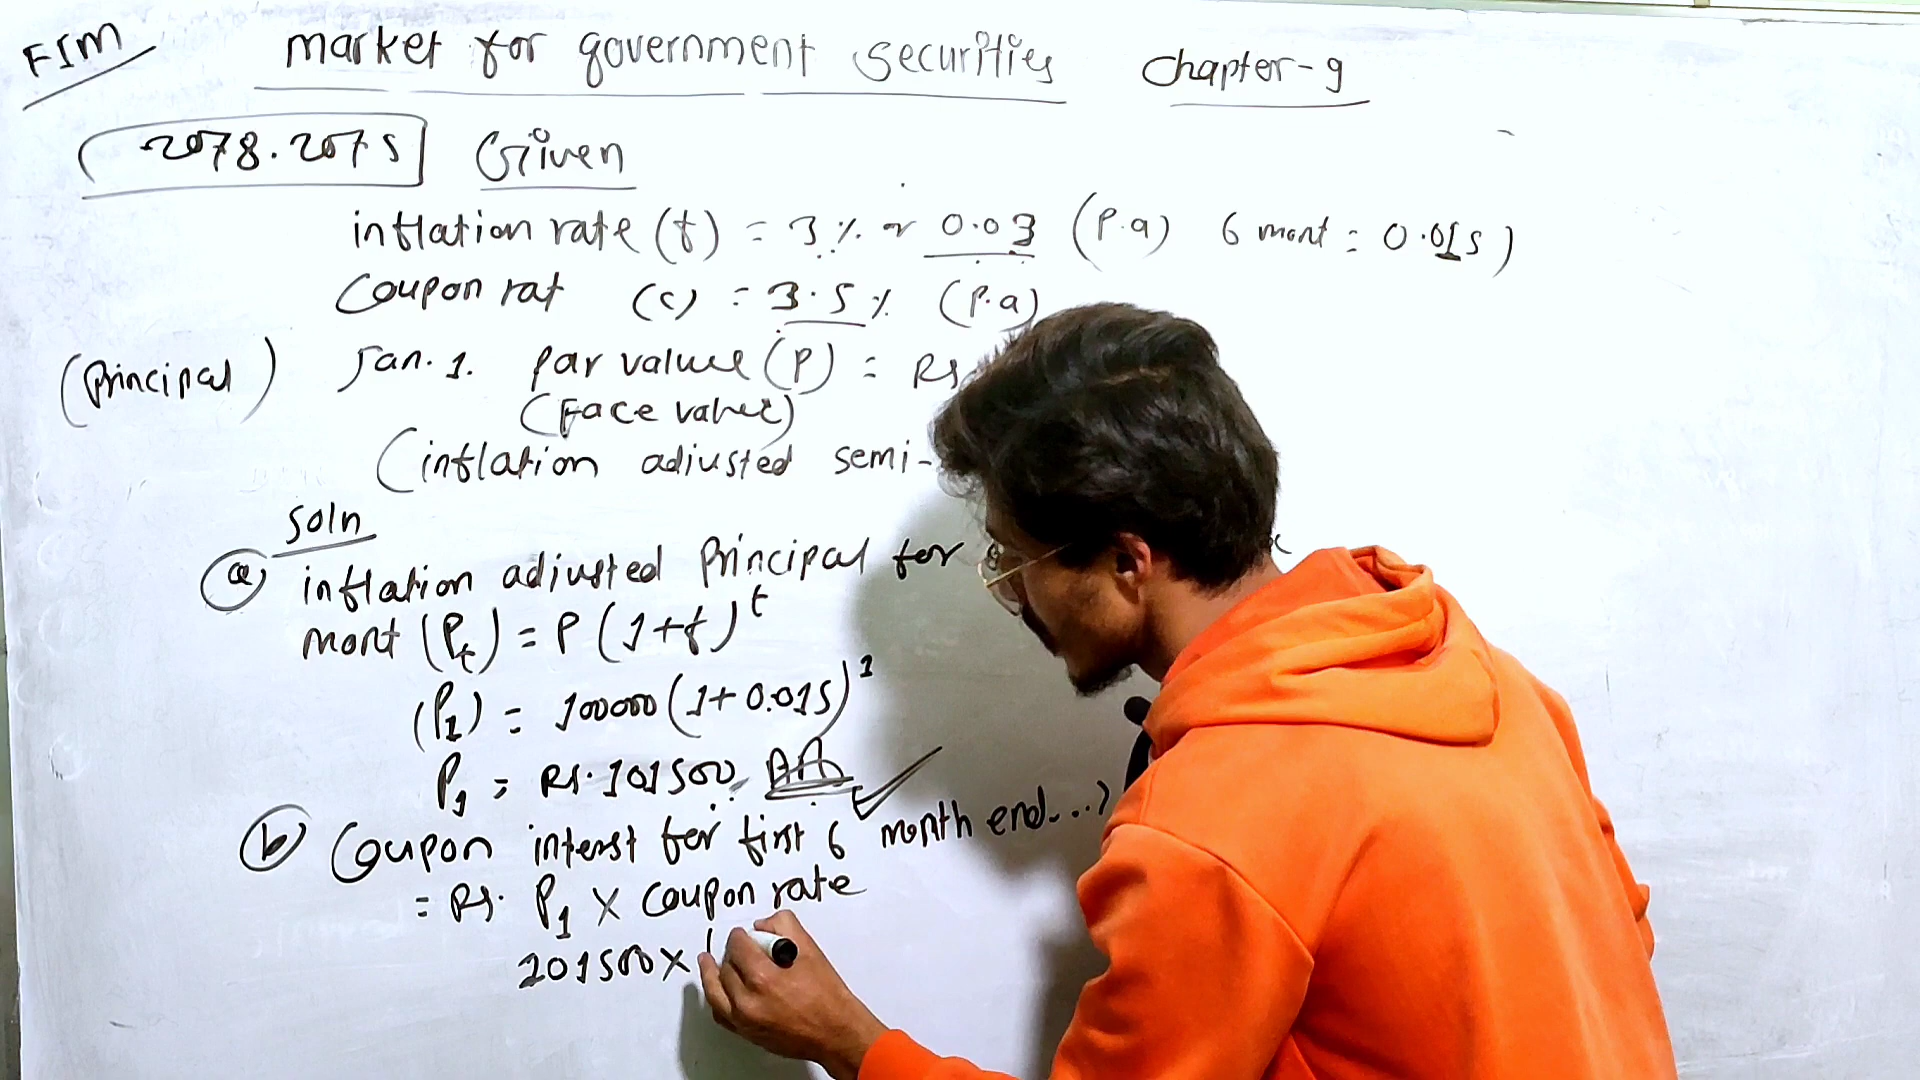 FIM
market for government securities chapter-9
2078.2075 Given
inflation rate (f) = 3% or 0.03 (P.a) 6 mont = 0.015)
Coupon rat (c) = 3.5% (P.a)
(Principal) Jan. 1. par value (P) = Rs
(Face value)
(inflation adjusted semi-
Soln
(a) inflation adjusted Principal for
mont (Pt) = P (1+f)^t
(P1) = 100000 (1+0.015)^1
P1 = Rs. 101500
(b) Coupon interst for first 6 month end...)
= Rs. P1 × Coupon rate
101500 ×